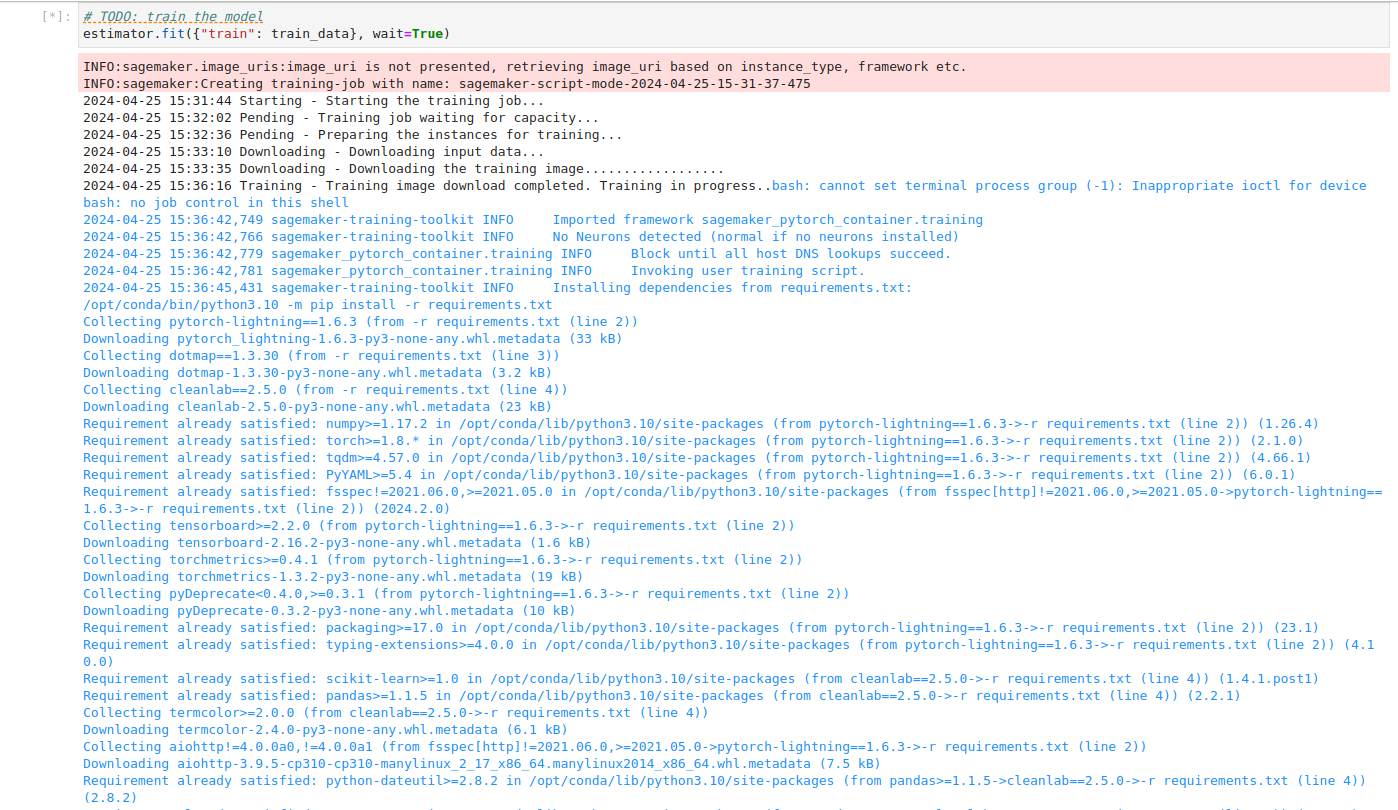 [*]: # TODO: train the model
estimator.fit({"train": train_data}, wait=True)
INFO:sagemaker.image_uris:image_uri is not presented, retrieving image_uri based on instance_type, framework etc.
INFO:sagemaker:Creating training-job with name: sagemaker-script-mode-2024-04-25-15-31-37-475
2024-04-25 15:31:44 Starting - Starting the training job...
2024-04-25 15:32:02 Pending - Training job waiting for capacity...
2024-04-25 15:32:36 Pending - Preparing the instances for training...
2024-04-25 15:33:10 Downloading - Downloading input data...
2024-04-25 15:33:35 Downloading - Downloading the training image..................
2024-04-25 15:36:16 Training - Training image download completed. Training in progress..bash: cannot set terminal process group (-1): Inappropriate ioctl for device
bash: no job control in this shell
2024-04-25 15:36:42,749 sagemaker-training-toolkit INFO     Imported framework sagemaker_pytorch_container.training
2024-04-25 15:36:42,766 sagemaker-training-toolkit INFO     No Neurons detected (normal if no neurons installed)
2024-04-25 15:36:42,779 sagemaker_pytorch_container.training INFO     Block until all host DNS lookups succeed.
2024-04-25 15:36:42,781 sagemaker_pytorch_container.training INFO     Invoking user training script.
2024-04-25 15:36:45,431 sagemaker-training-toolkit INFO     Installing dependencies from requirements.txt:
/opt/conda/bin/python3.10 -m pip install -r requirements.txt
Collecting pytorch-lightning==1.6.3 (from -r requirements.txt (line 2))
Downloading pytorch_lightning-1.6.3-py3-none-any.whl.metadata (33 kB)
Collecting dotmap==1.3.30 (from -r requirements.txt (line 3))
Downloading dotmap-1.3.30-py3-none-any.whl.metadata (3.2 kB)
Collecting cleanlab==2.5.0 (from -r requirements.txt (line 4))
Downloading cleanlab-2.5.0-py3-none-any.whl.metadata (23 kB)
Requirement already satisfied: numpy>=1.17.2 in /opt/conda/lib/python3.10/site-packages (from pytorch-lightning==1.6.3->-r requirements.txt (line 2)) (1.26.4)
Requirement already satisfied: torch>=1.8.* in /opt/conda/lib/python3.10/site-packages (from pytorch-lightning==1.6.3->-r requirements.txt (line 2)) (2.1.0)
Requirement already satisfied: tqdm>=4.57.0 in /opt/conda/lib/python3.10/site-packages (from pytorch-lightning==1.6.3->-r requirements.txt (line 2)) (4.66.1)
Requirement already satisfied: PyYAML>=5.4 in /opt/conda/lib/python3.10/site-packages (from pytorch-lightning==1.6.3->-r requirements.txt (line 2)) (6.0.1)
Requirement already satisfied: fsspec!=2021.06.0,>=2021.05.0 in /opt/conda/lib/python3.10/site-packages (from fsspec[http]!=2021.06.0,>=2021.05.0->pytorch-lightning==
1.6.3->-r requirements.txt (line 2)) (2024.2.0)
Collecting tensorboard>=2.2.0 (from pytorch-lightning==1.6.3->-r requirements.txt (line 2))
Downloading tensorboard-2.16.2-py3-none-any.whl.metadata (1.6 kB)
Collecting torchmetrics>=0.4.1 (from pytorch-lightning==1.6.3->-r requirements.txt (line 2))
Downloading torchmetrics-1.3.2-py3-none-any.whl.metadata (19 kB)
Collecting pyDeprecate<0.4.0,>=0.3.1 (from pytorch-lightning==1.6.3->-r requirements.txt (line 2))
Downloading pyDeprecate-0.3.2-py3-none-any.whl.metadata (10 kB)
Requirement already satisfied: packaging>=17.0 in /opt/conda/lib/python3.10/site-packages (from pytorch-lightning==1.6.3->-r requirements.txt (line 2)) (23.1)
Requirement already satisfied: typing-extensions>=4.0.0 in /opt/conda/lib/python3.10/site-packages (from pytorch-lightning==1.6.3->-r requirements.txt (line 2)) (4.1
0.0)
Requirement already satisfied: scikit-learn>=1.0 in /opt/conda/lib/python3.10/site-packages (from cleanlab==2.5.0->-r requirements.txt (line 4)) (1.4.1.post1)
Requirement already satisfied: pandas>=1.1.5 in /opt/conda/lib/python3.10/site-packages (from cleanlab==2.5.0->-r requirements.txt (line 4)) (2.2.1)
Collecting termcolor>=2.0.0 (from cleanlab==2.5.0->-r requirements.txt (line 4))
Downloading termcolor-2.4.0-py3-none-any.whl.metadata (6.1 kB)
Collecting aiohttp!=4.0.0a0,!=4.0.0a1 (from fsspec[http]!=2021.06.0,>=2021.05.0->pytorch-lightning==1.6.3->-r requirements.txt (line 2))
Downloading aiohttp-3.9.5-cp310-cp310-manylinux_2_17_x86_64.manylinux2014_x86_64.whl.metadata (7.5 kB)
Requirement already satisfied: python-dateutil>=2.8.2 in /opt/conda/lib/python3.10/site-packages (from pandas>=1.1.5->cleanlab==2.5.0->-r requirements.txt (line 4))
(2.8.2)